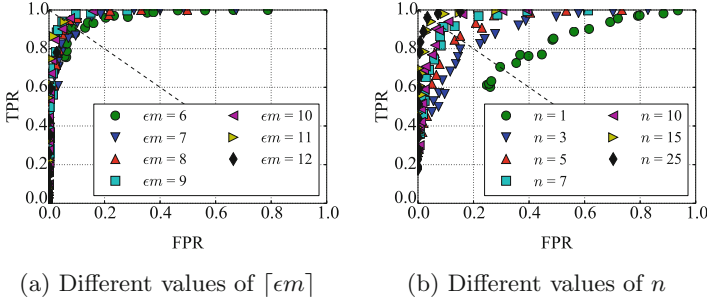 1.0
0.8
0.6
0.4
0.2
0.0
TPR
0.0 0.2 0.4 0.6 0.8 1.0
FPR
ϵm = 6
ϵm = 7
ϵm = 8
ϵm = 9
ϵm = 10
ϵm = 11
ϵm = 12
(a) Different values of ⌈ϵm⌉
1.0
0.8
0.6
0.4
0.2
0.0
TPR
0.0 0.2 0.4 0.6 0.8 1.0
FPR
n = 1
n = 3
n = 5
n = 7
n = 10
n = 15
n = 25
(b) Different values of n